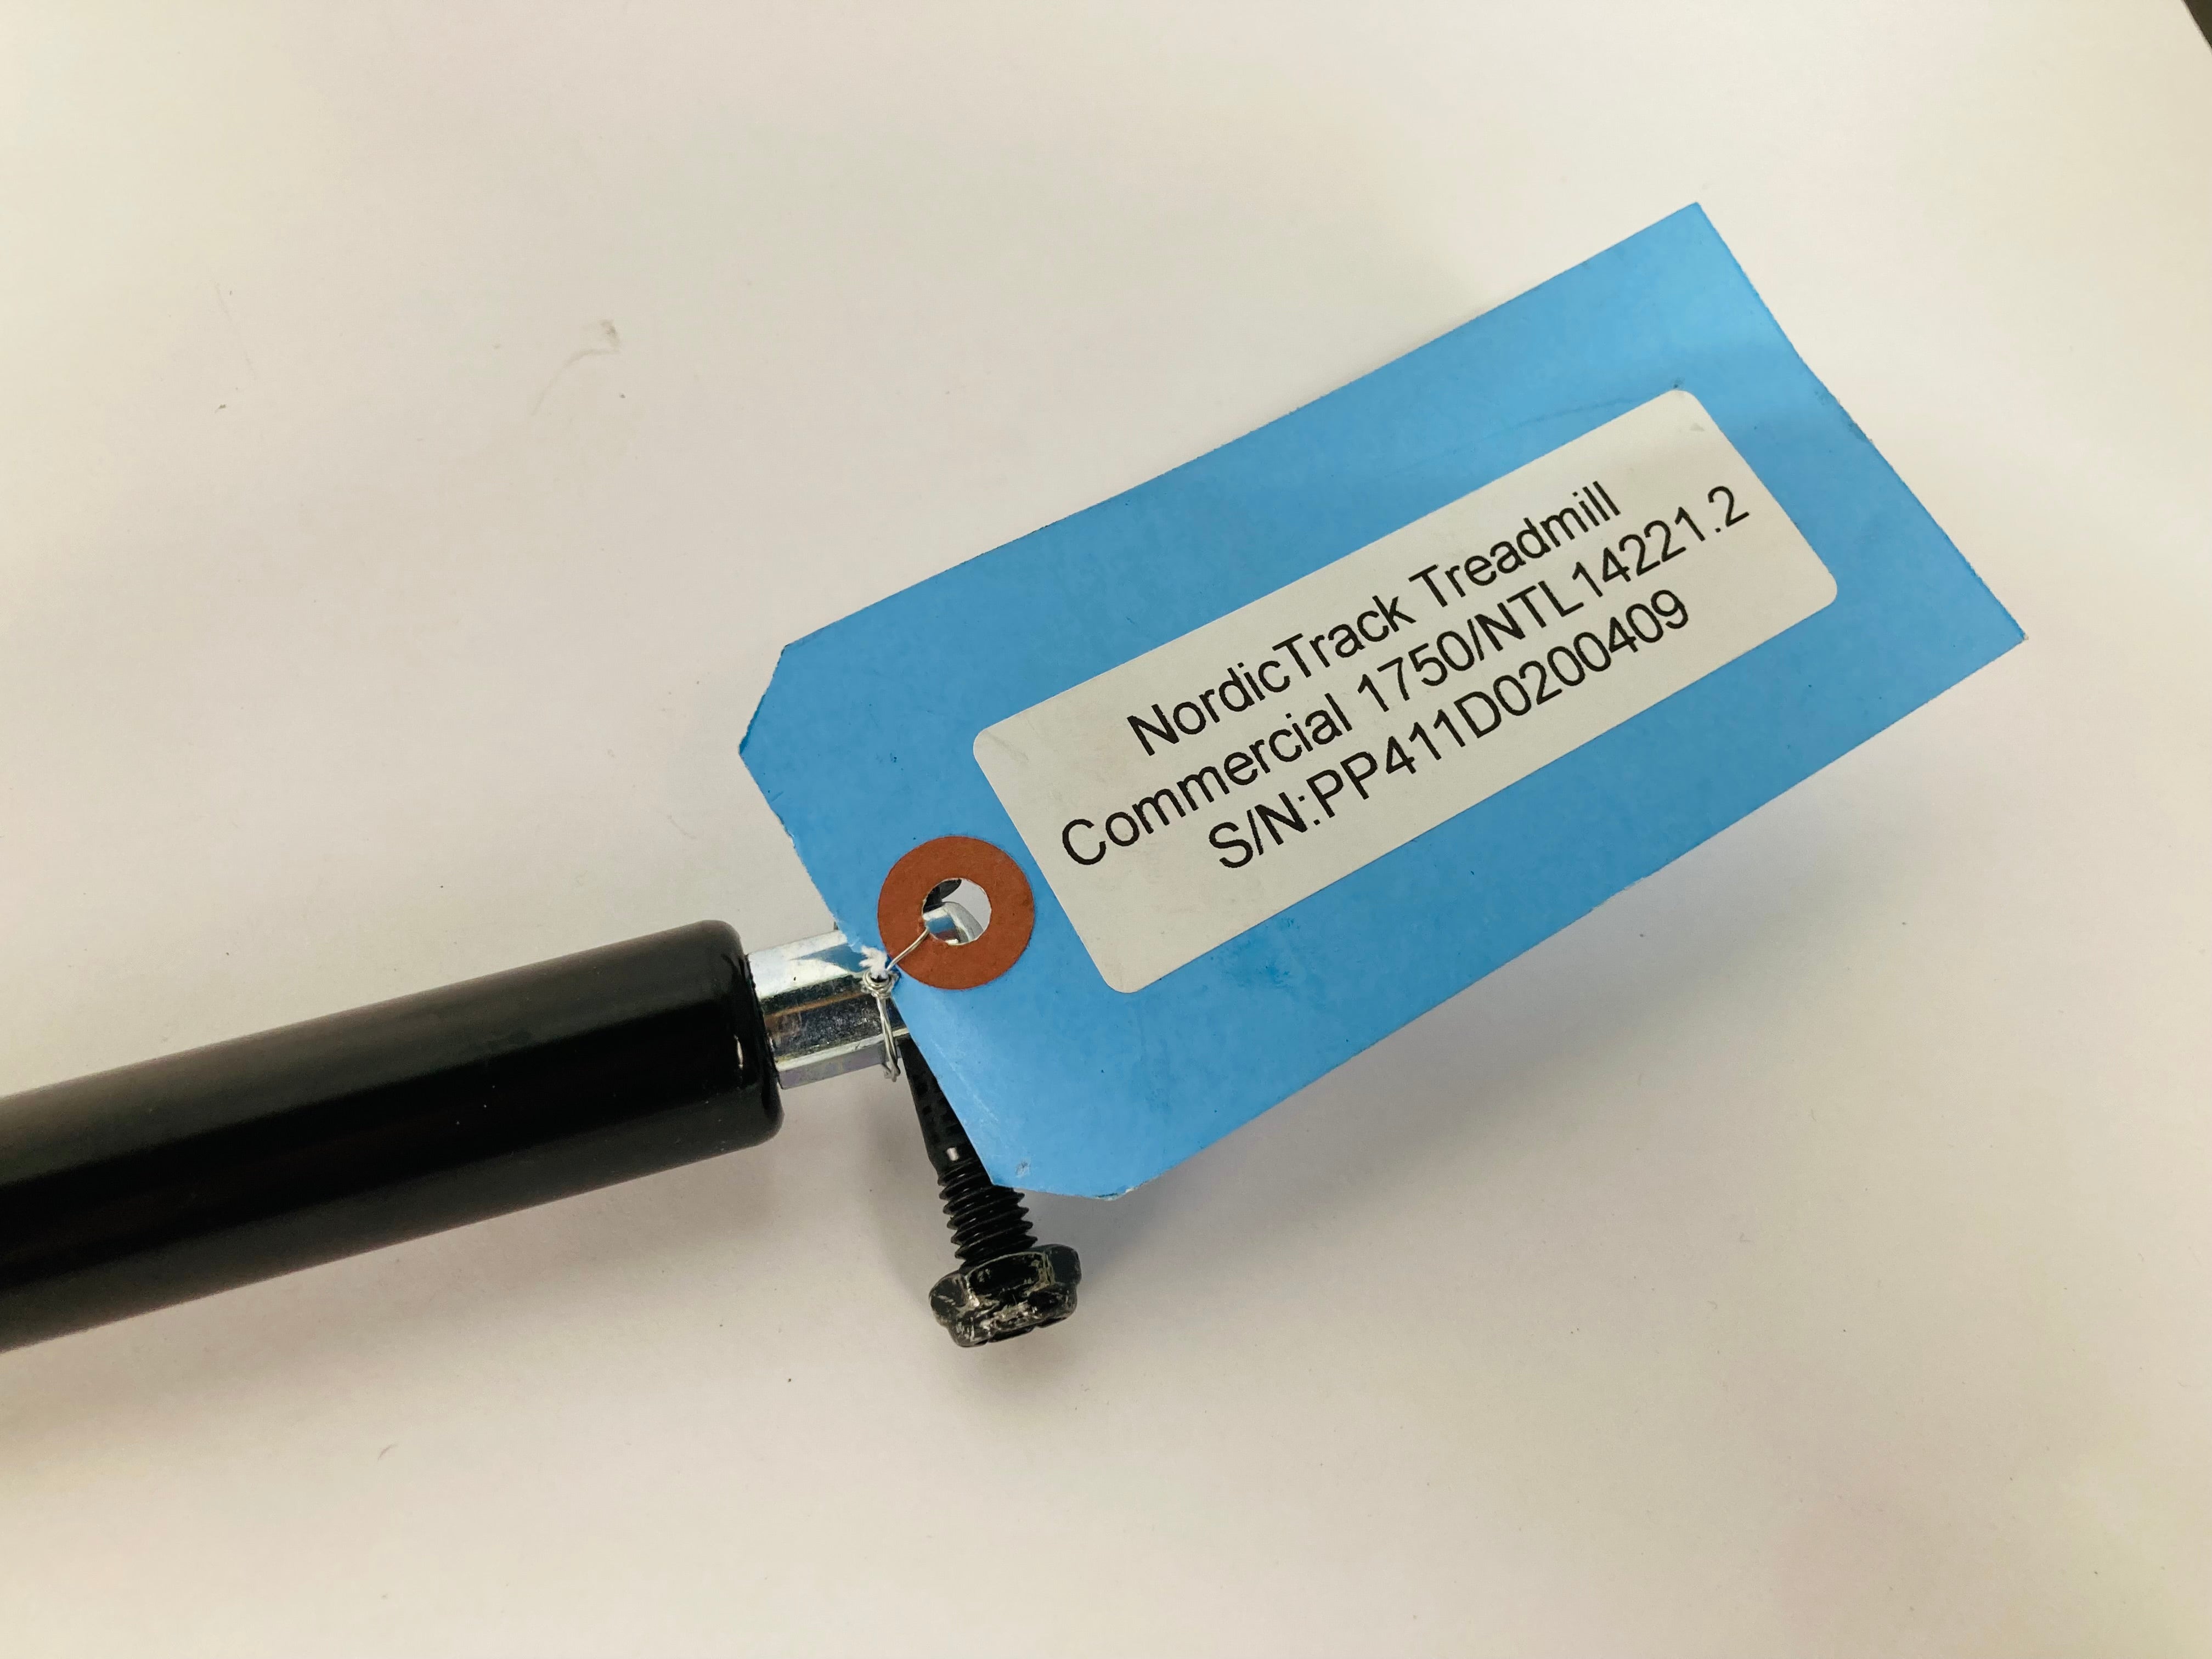 NordicTrack Treadmill
Commercial 1750/NTL14221.2
S/N:PP411D0200409